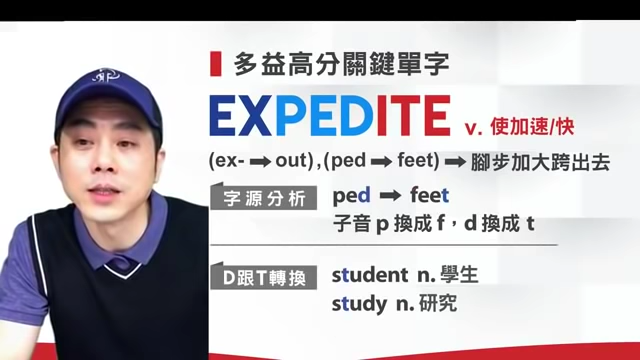 多益高分關鍵單字
EXPEDITE v. 使加速/快
(ex- → out),(ped → feet) → 腳步加大跨出去
字源分析 ped → feet
子音 p 換成 f，d 換成 t
D跟T轉換 student n. 學生
study n. 研究